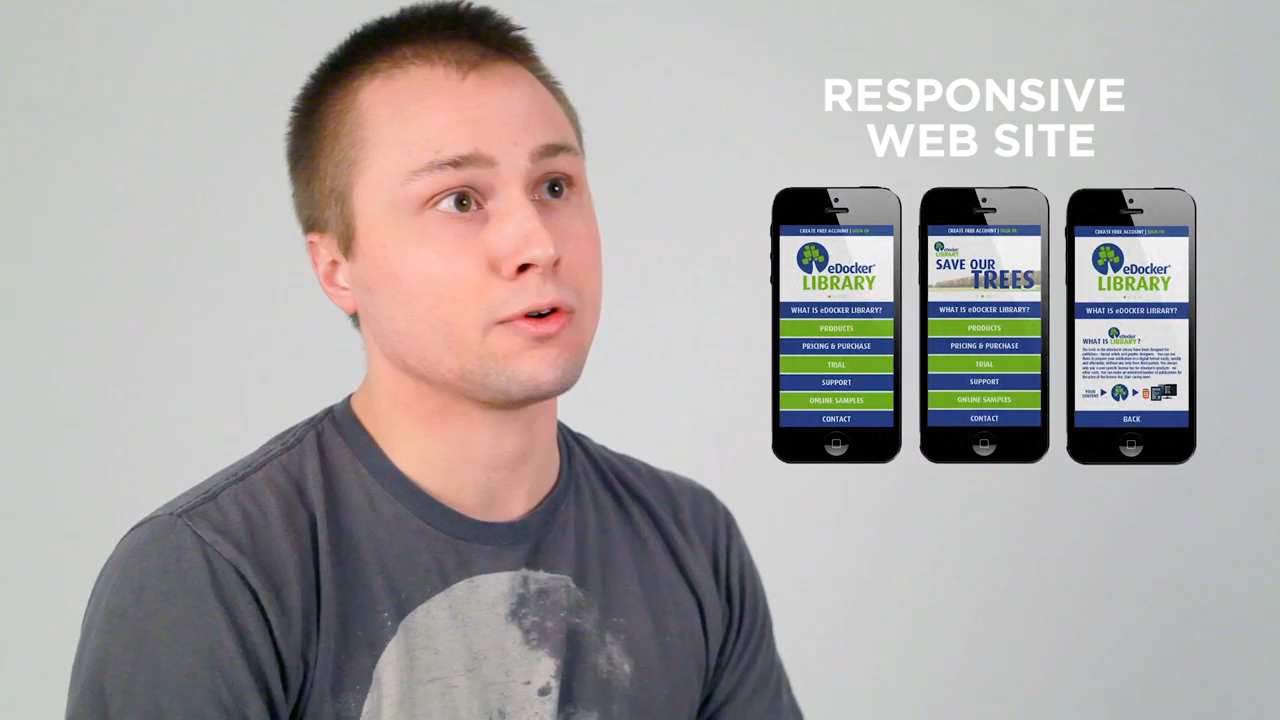 RESPONSIVE
WEB SITE
CREATE FREE ACCOUNT | SIGN IN
eDocker®
LIBRARY
WHAT IS eDOCKER LIBRARY?
PRODUCTS
PRICING & PURCHASE
TRIAL
SUPPORT
ONLINE SAMPLES
CONTACT
CREATE FREE ACCOUNT | SIGN IN
eDocker
LIBRARY
SAVE OUR
TREES
WHAT IS eDOCKER LIBRARY?
PRODUCTS
PRICING & PURCHASE
TRIAL
SUPPORT
ONLINE SAMPLES
CONTACT
CREATE FREE ACCOUNT | SIGN IN
eDocker®
LIBRARY
WHAT IS eDOCKER LIBRARY?
eDocker
WHAT IS LIBRARY?
YOUR
CONTENT
BACK